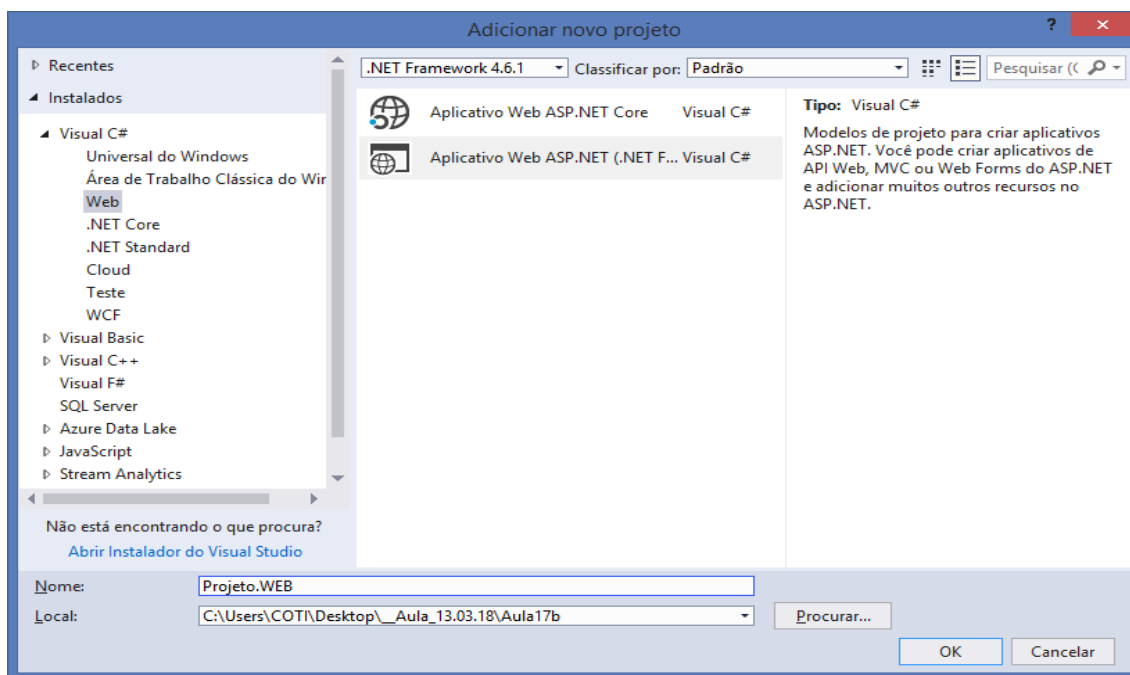 Adicionar novo projeto
?
Recentes
Instalados
Visual C#
Universal do Windows
Área de Trabalho Clássica do Wir
Web
.NET Core
.NET Standard
Cloud
Teste
WCF
Visual Basic
Visual C++
Visual F#
SQL Server
Azure Data Lake
JavaScript
Stream Analytics
Não está encontrando o que procura?
Abrir Instalador do Visual Studio
.NET Framework 4.6.1 Classificar por: Padrão
Pesquisar ((
Aplicativo Web ASP.NET Core Visual C#
Aplicativo Web ASP.NET (.NET F... Visual C#
Tipo: Visual C#
Modelos de projeto para criar aplicativos
ASP.NET. Você pode criar aplicativos de
API Web, MVC ou Web Forms do ASP.NET
e adicionar muitos outros recursos no
ASP.NET.
Nome: Projeto.WEB
Local: C:\Users\COTI\Desktop\__Aula_13.03.18\Aula17b Procurar...
OK Cancelar